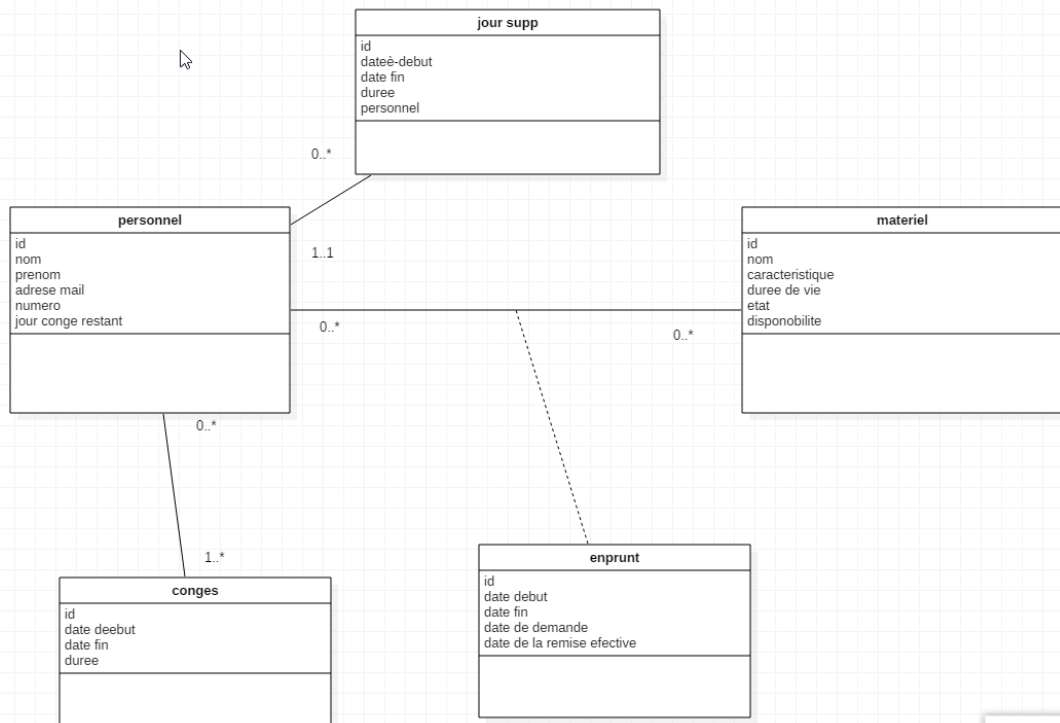 jour supp
id
dateè-debut
date fin
duree
personnel
0..*
personnel
id
nom
prenom
adrese mail
numero
jour conge restant
1..1
0..*
0..*
materiel
id
nom
caracteristique
duree de vie
etat
disponobilite
0..*
1..*
conges
id
date deebut
date fin
duree
enprunt
id
date debut
date fin
date de demande
date de la remise efective